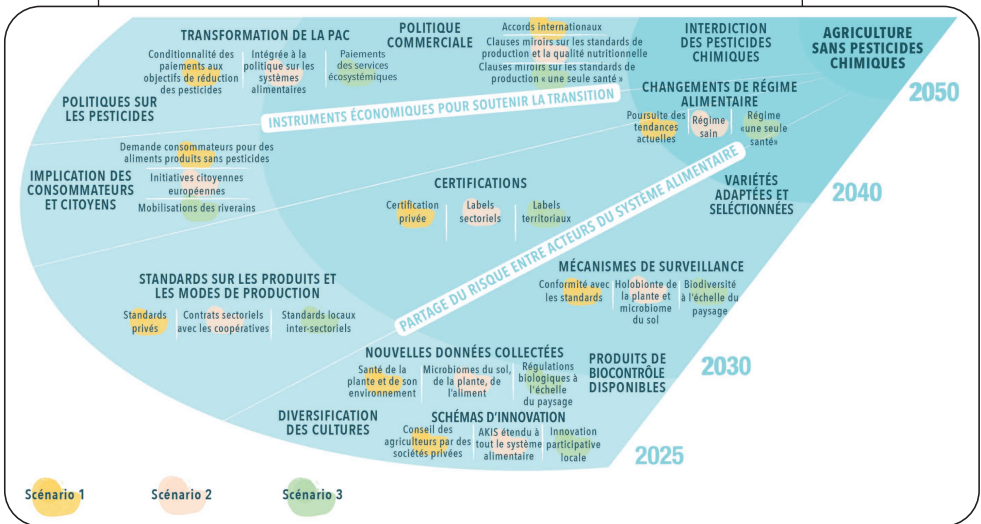 TRANSFORMATION DE LA PAC
Conditionnalité des
paiements aux
objectifs de réduction
des pesticides
Intégrée à la
politique sur les
systèmes
alimentaires
Paiements
des services
écosystémiques
POLITIQUE
COMMERCIALE
Accords internationaux
Clauses miroirs sur les standards de
production et la qualité nutritionnelle
Clauses mirroirs sur les standards de
production « une seule santé »
INTERDICTION
DES PESTICIDES
CHIMIQUES
AGRICULTURE
SANS PESTICIDES
CHIMIQUES
2050
POLITIQUES SUR
LES PESTICIDES
INSTRUMENTS ÉCONOMIQUES POUR SOUTENIR LA TRANSITION
CHANGEMENTS DE RÉGIME
ALIMENTAIRE
Poursuite des
tendances
actuelles
Régime
sain
Régime
«une seule
santé»
IMPLICATION DES
CONSOMMATEURS
ET CITOYENS
Demande consommateurs pour des
aliments produits sans pesticides
Initiatives citoyennes
européennes
Mobilisations des riverains
CERTIFICATIONS
Certification
privée
Labels
sectoriels
Labels
territoriaux
VARIÉTÉS
ADAPTÉES ET
SÉLÉCTIONNÉES
2040
PARTAGE DU RISQUE ENTRE ACTEURS DU SYSTÈME ALIMENTAIRE
STANDARDS SUR LES PRODUITS ET
LES MODES DE PRODUCTION
Standards
privés
Contrats sectoriels
avec les coopératives
Standards locaux
inter-sectoriels
MÉCANISMES DE SURVEILLANCE
Conformité avec
les standards
Holobionte de
la plante et
microbiome
du sol
Biodiversité
à l'échelle du
paysage
NOUVELLES DONNÉES COLLECTÉES
Santé de la
plante et de son
environnement
Microbiomes du sol,
de la plante, de
l'aliment
Régulations
biologiques à
l'échelle
du paysage
PRODUITS DE
BIOCONTRÔLE
DISPONIBLES
2030
DIVERSIFICATION
DES CULTURES
SCHÉMAS D'INNOVATION
Conseil des
agriculteurs par des
sociétés privées
AKIS étendu à
tout le système
alimentaire
Innovation
participative
locale
2025
Scénario 1
Scénario 2
Scénario 3